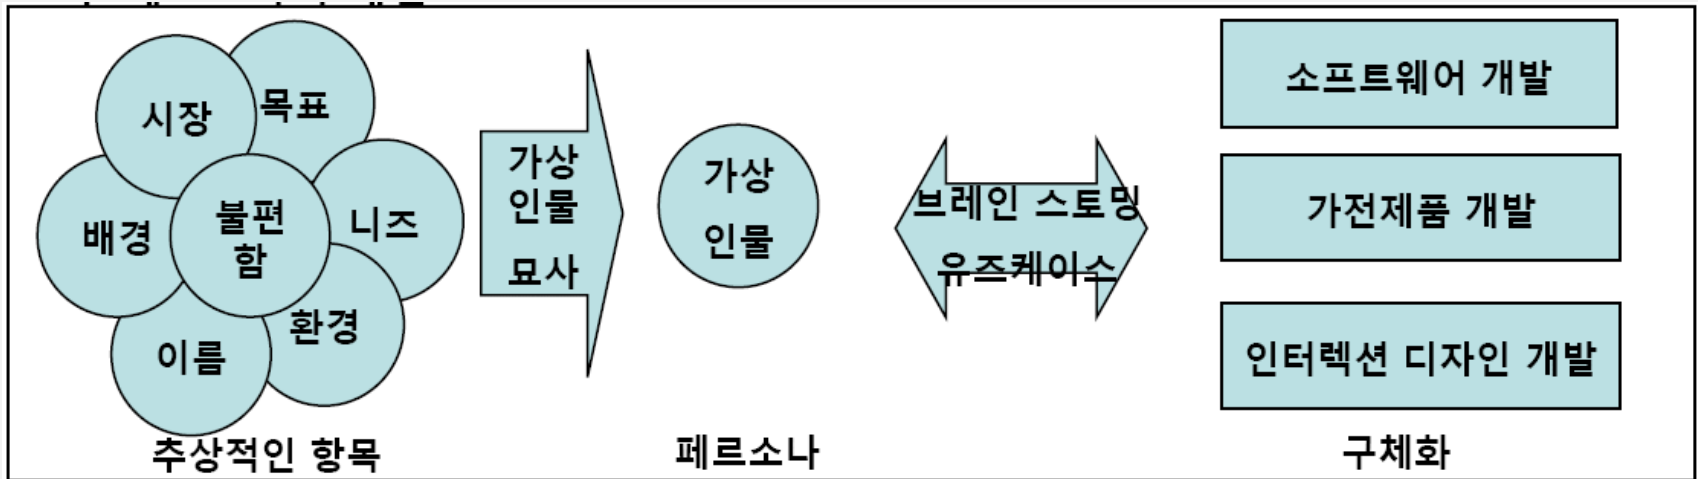 시장
목표
배경
불편
함
니즈
이름
환경
추상적인 항목
가상
인물
묘사
가상
인물
페르소나
브레인 스토밍
유즈케이스
소프트웨어 개발
가전제품 개발
인터렉션 디자인 개발
구체화